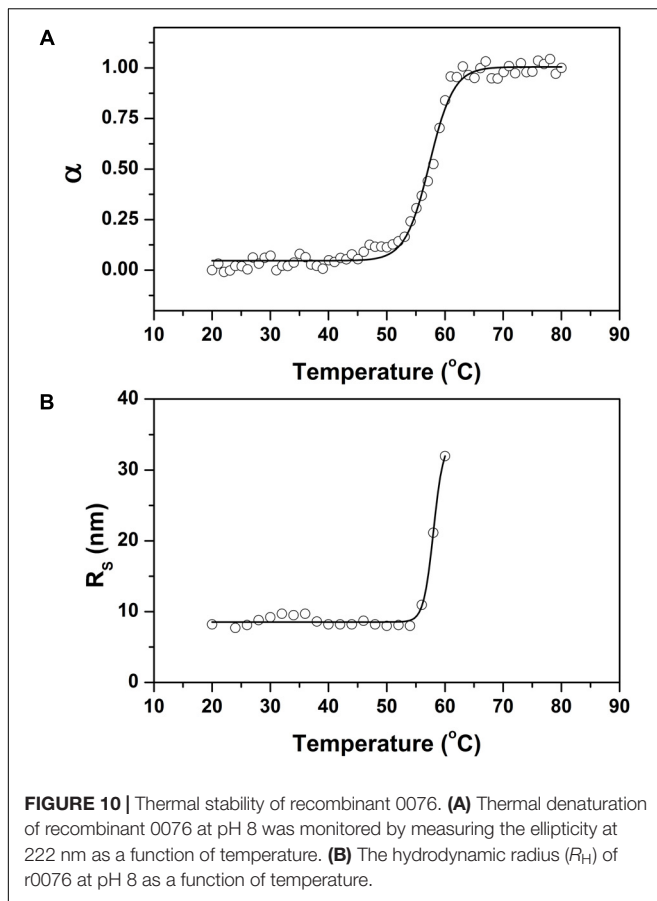 A
1.00
0.75
0.50
0.25
0.00
α
10 20 30 40 50 60 70 80 90
Temperature (°C)
B
40
30
20
10
0
Rs (nm)
10 20 30 40 50 60 70 80 90
Temperature (°C)
FIGURE 10 | Thermal stability of recombinant 0076. (A) Thermal denaturation
of recombinant 0076 at pH 8 was monitored by measuring the ellipticity at
222 nm as a function of temperature. (B) The hydrodynamic radius (RH) of
r0076 at pH 8 as a function of temperature.